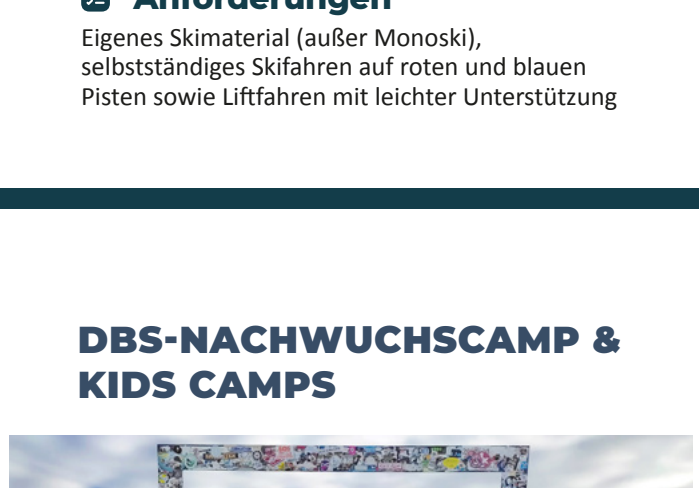 Anforderungen
Eigenes Skimaterial (außer Monoski),
selbstständiges Skifahren auf roten und blauen
Pisten sowie Liftfahren mit leichter Unterstützung
DBS-NACHWUCHSCAMP &
KIDS CAMPS